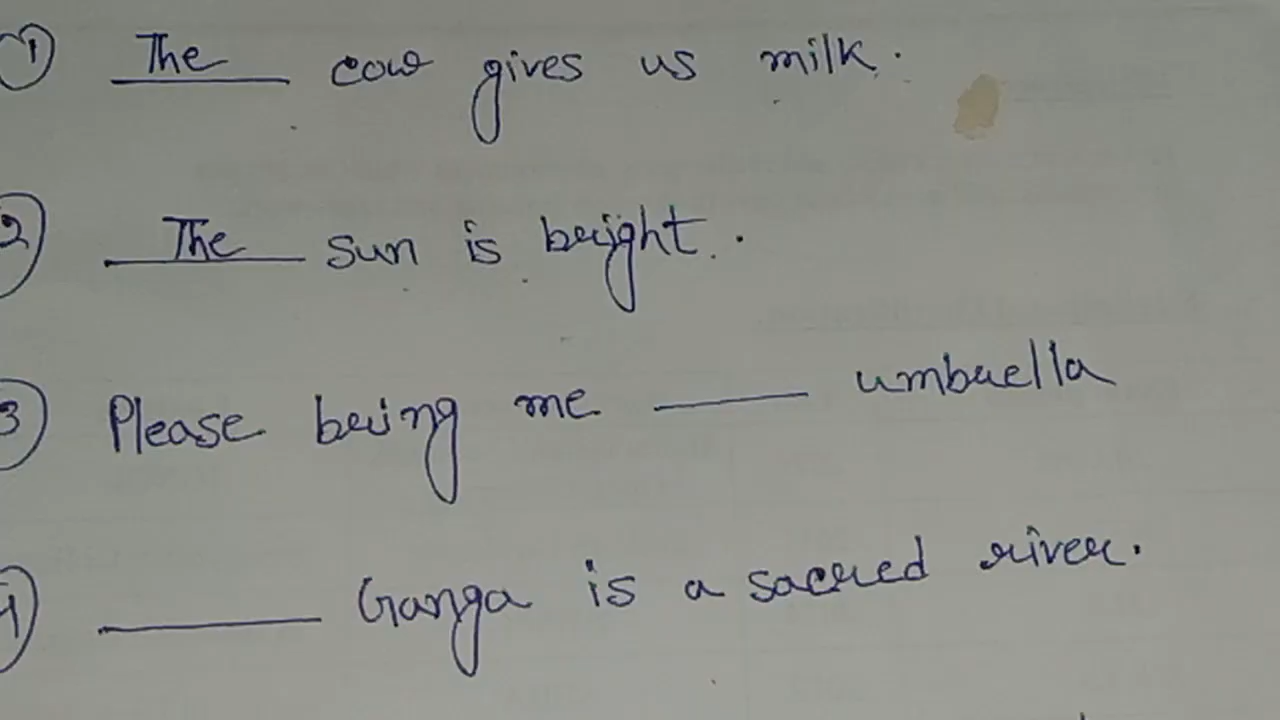 ① The cow gives us milk.
② The sun is bright.
③ Please bring me ____ umbrella
④ ____ Ganga is a sacred river.